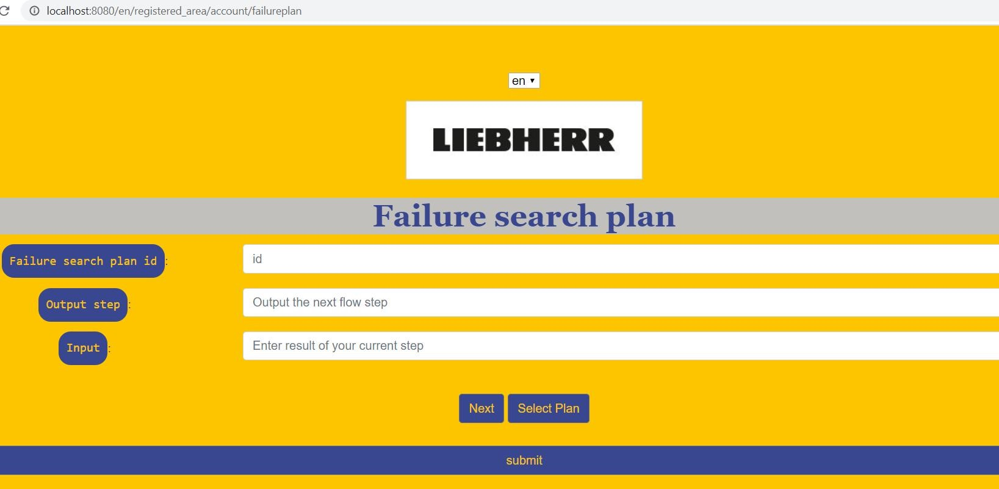 localhost:8080/en/registered_area/account/failureplan
en
LIEBHERR
Failure search plan
Failure search plan id: id
Output step: Output the next flow step
Input: Enter result of your current step
Next Select Plan
submit